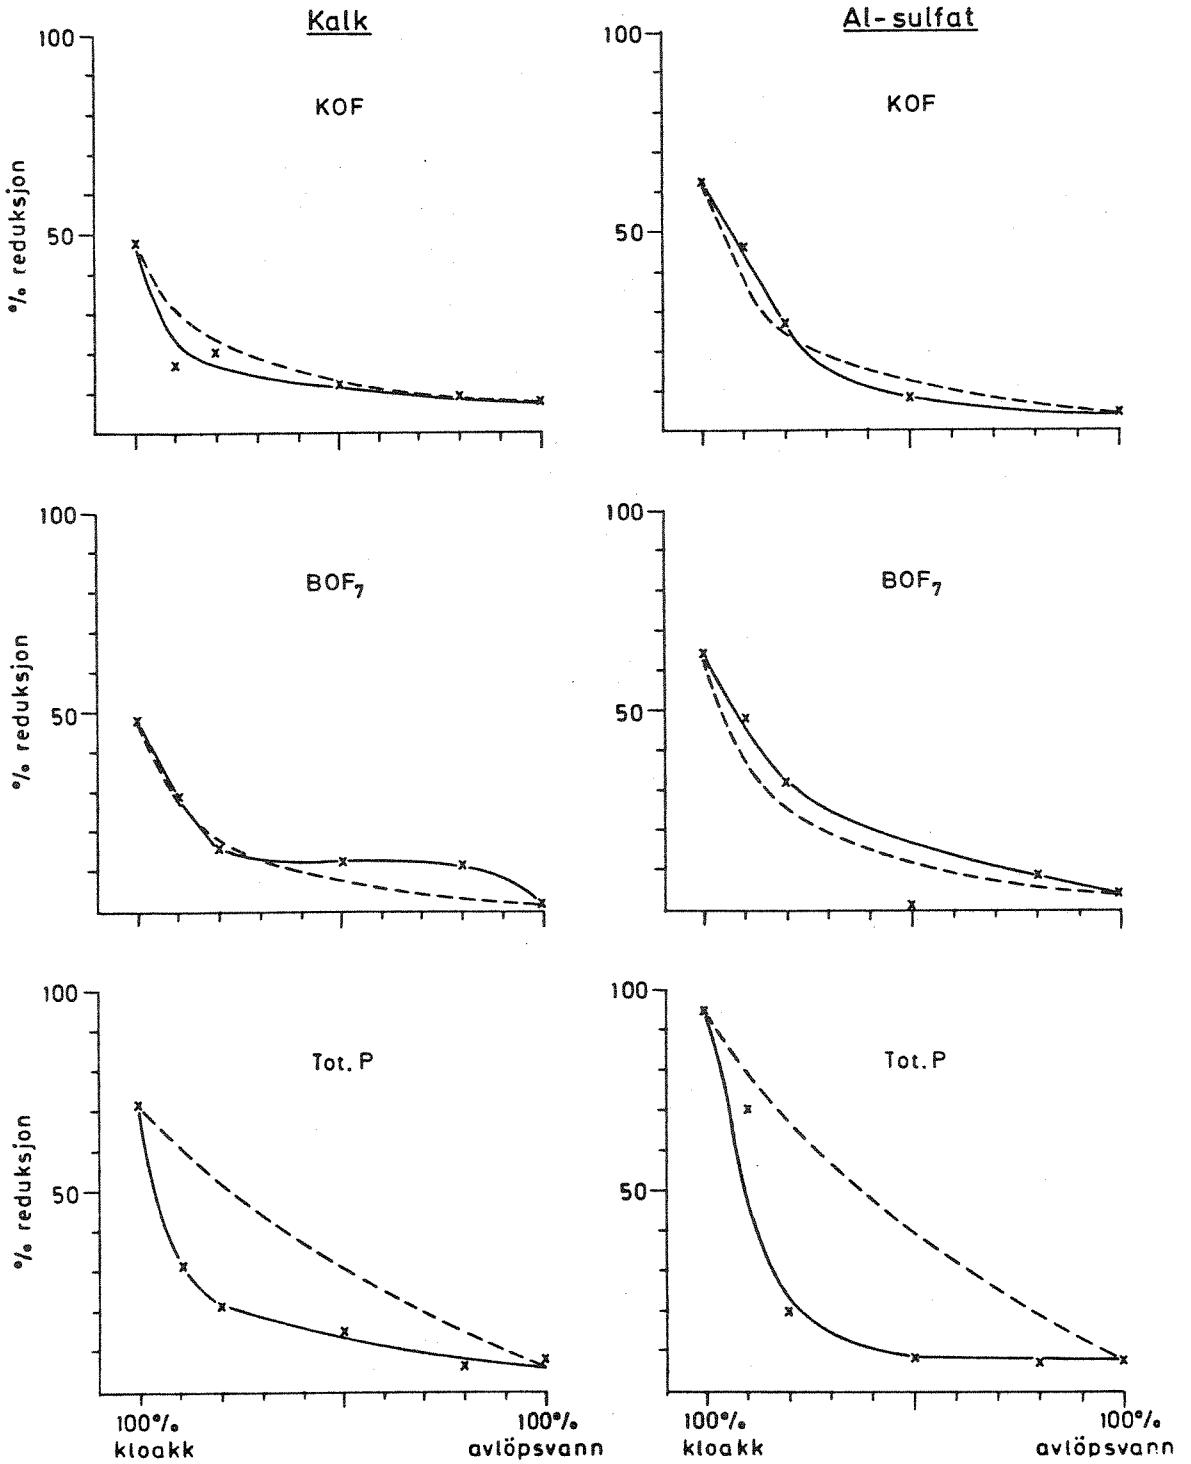 Kalk
Al-sulfat
100
KOF
50
% reduksjon
100
KOF
50
100
BOF7
50
% reduksjon
100
BOF7
50
100
Tot. P
50
% reduksjon
100% kloakk
100% avlöpsvann
100
Tot. P
50
100% kloakk
100% avlöpsvann